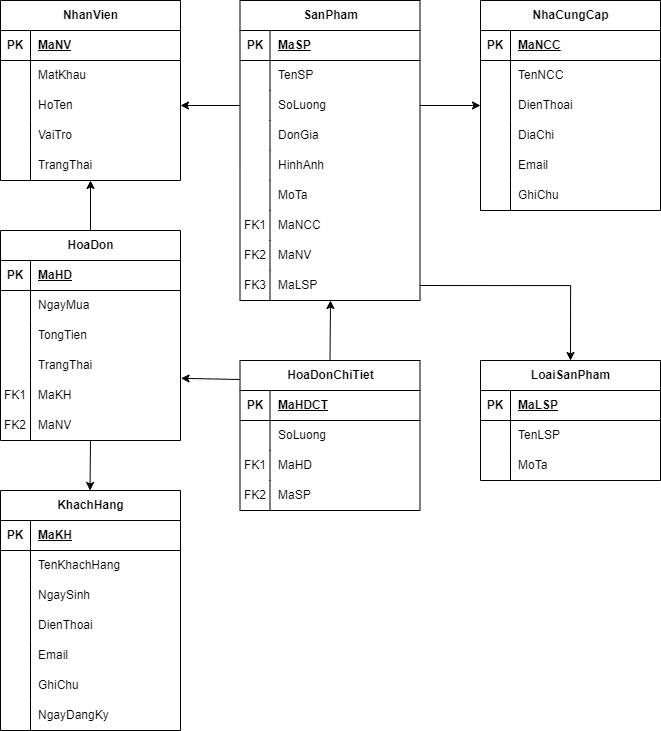 NhanVien
PK MaNV
MatKhau
HoTen
VaiTro
TrangThai
SanPham
PK MaSP
TenSP
SoLuong
DonGia
HinhAnh
MoTa
FK1 MaNCC
FK2 MaNV
FK3 MaLSP
NhaCungCap
PK MaNCC
TenNCC
DienThoai
DiaChi
Email
GhiChu
HoaDon
PK MaHD
NgayMua
TongTien
TrangThai
FK1 MaKH
FK2 MaNV
HoaDonChiTiet
PK MaHDCT
SoLuong
FK1 MaHD
FK2 MaSP
LoaiSanPham
PK MaLSP
TenLSP
MoTa
KhachHang
PK MaKH
TenKhachHang
NgaySinh
DienThoai
Email
GhiChu
NgayDangKy